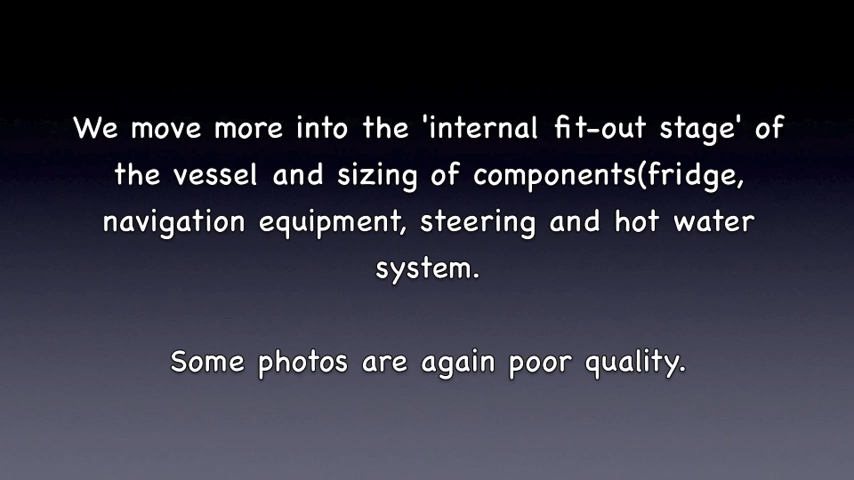 We move more into the 'internal fit-out stage' of
the vessel and sizing of components(fridge,
navigation equipment, steering and hot water
system.
Some photos are again poor quality.